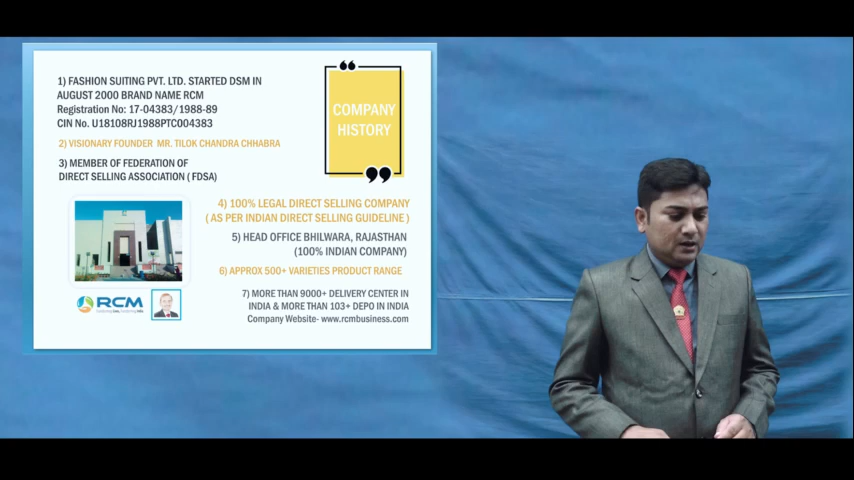 1) FASHION SUITING PVT. LTD. STARTED DSM IN
AUGUST 2000 BRAND NAME RCM
Registration No: 17-04383/1988-89
CIN No. U18108RJ1988PTC004383
2) VISIONARY FOUNDER MR. TILOK CHANDRA CHHABRA
3) MEMBER OF FEDERATION OF
DIRECT SELLING ASSOCIATION ( FDSA)
COMPANY
HISTORY
4) 100% LEGAL DIRECT SELLING COMPANY
( AS PER INDIAN DIRECT SELLING GUIDELINE )
5) HEAD OFFICE BHILWARA, RAJASTHAN
(100% INDIAN COMPANY)
6) APPROX 500+ VARIETIES PRODUCT RANGE
7) MORE THAN 9000+ DELIVERY CENTER IN
INDIA & MORE THAN 103+ DEPO IN INDIA
Company Website- www.rcmbusiness.com
RCM